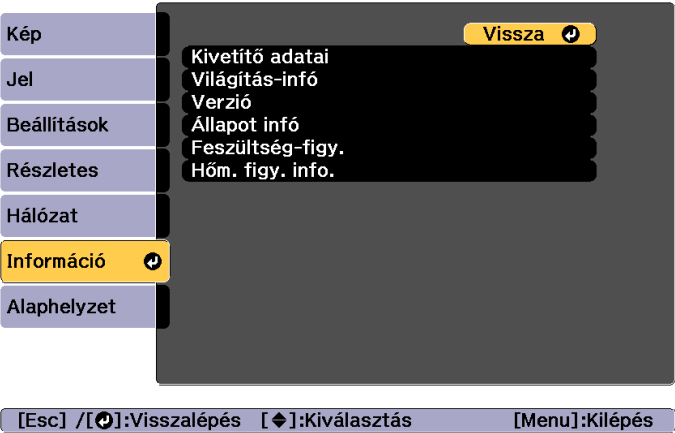 Kép
Jel
Beállítások
Részletes
Hálózat
Információ
Alaphelyzet
Vissza
Kivetítő adatai
Világítás-infó
Verzió
Állapot infó
Feszültség-figy.
Hőm. figy. info.
[Esc] /[]:Visszalépés []:Kiválasztás [Menu]:Kilépés